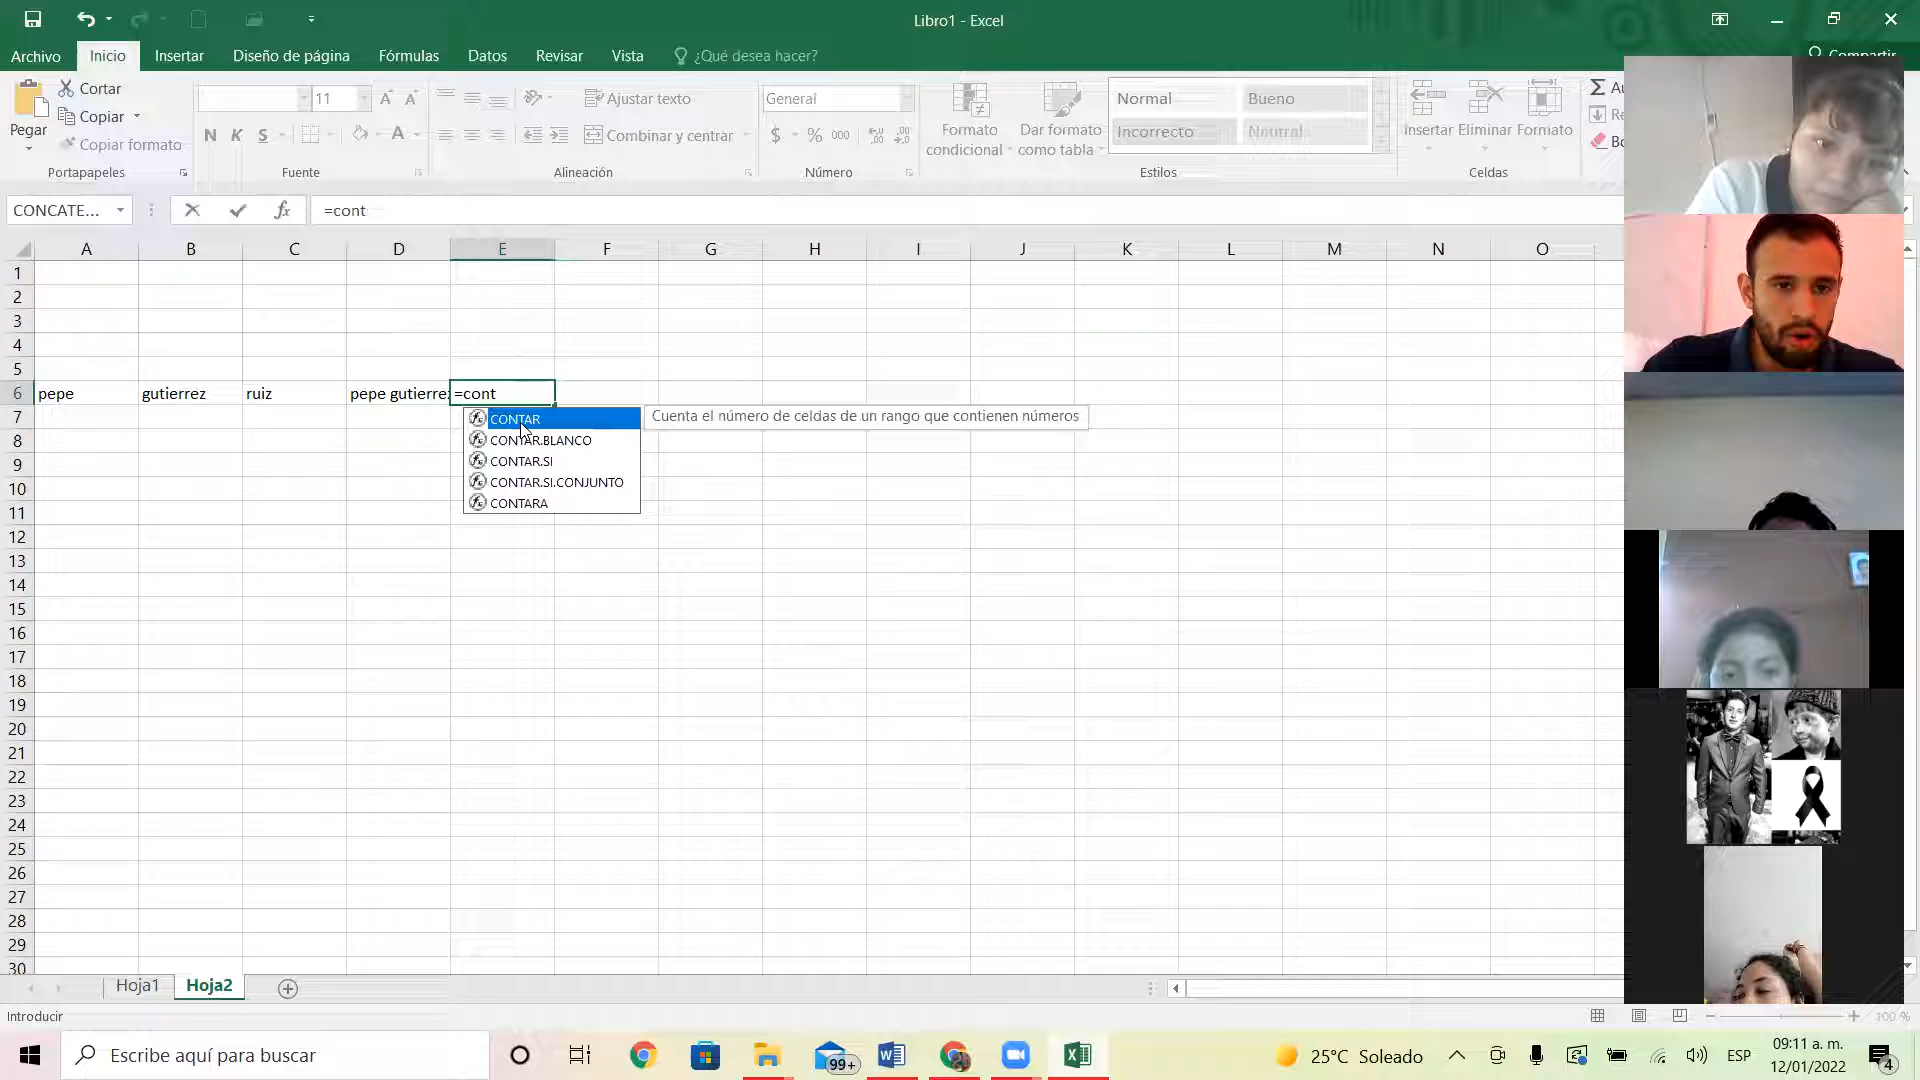 Libro1 - Excel
Archivo Inicio Insertar Diseño de página Fórmulas Datos Revisar Vista ¿Qué desea hacer? Compartir
Cortar
Copiar
Copiar formato
Pegar
Portapapeles
11
N K S
Fuente
Ajustar texto
Combinar y centrar
Alineación
General
$ % 000
Número
Formato condicional
Dar formato como tabla
Normal Bueno
Incorrecto Neutral
Estilos
Insertar Eliminar Formato
Celdas
CONCATE... fx =cont
A B C D E F G H I J K L M N O
1
2
3
4
5
6 pepe gutierrez ruiz pepe gutierrez =cont
7 CONTAR Cuenta el número de celdas de un rango que contienen números
8 CONTAR.BLANCO
9 CONTAR.SI
10 CONTAR.SI.CONJUNTO
11 CONTARA
12
13
14
15
16
17
18
19
20
21
22
23
24
25
26
27
28
29
30
Hoja1 Hoja2
Introducir 100 %
Escribe aquí para buscar 99+ 25°C Soleado ESP 09:11 a. m.
12/01/2022 4